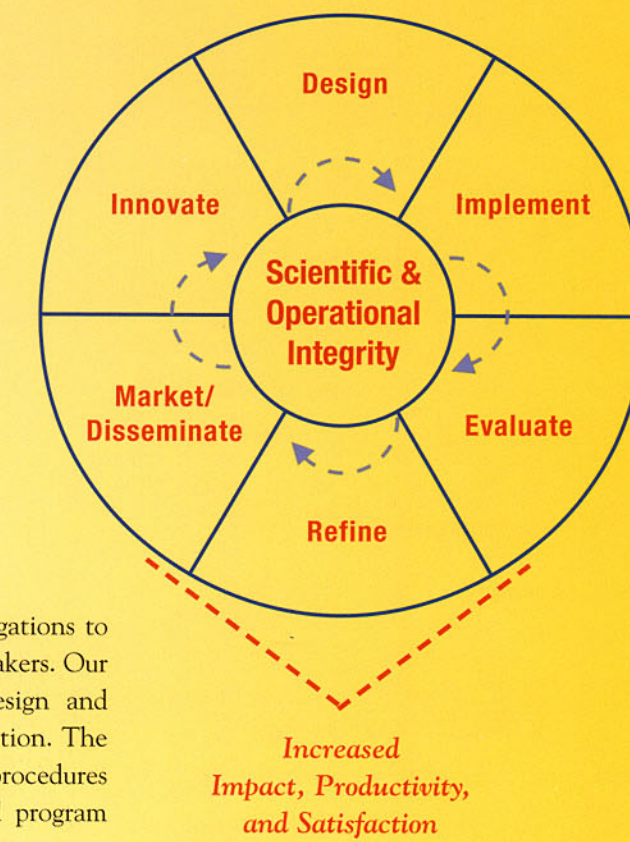 Design
Implement
Evaluate
Refine
Market/
Disseminate
Innovate
Scientific &
Operational
Integrity
Increased
Impact, Productivity,
and Satisfaction
gations to
akers. Our
esign and
tion. The
procedures
program